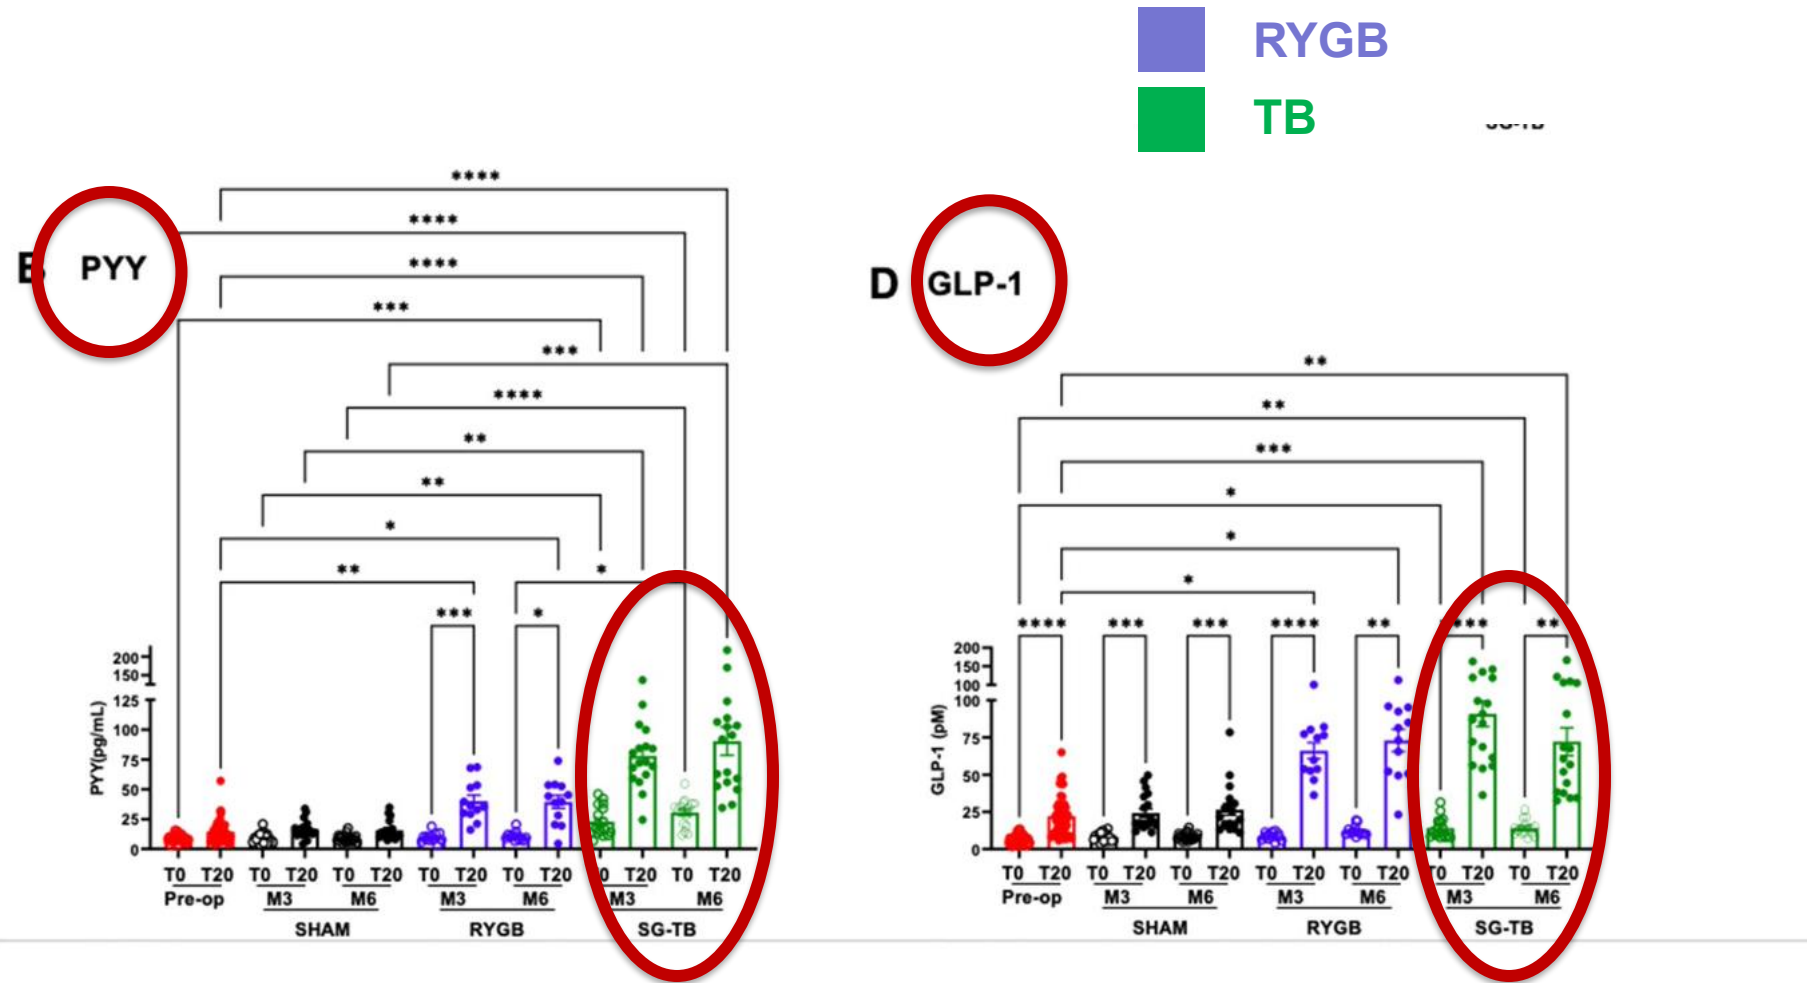 RYGB
TB
****
****
B PYY
****
***
***
****
**
**
*
**
*
***
*
PYY(pg/mL)
200
150
125
100
75
50
25
0
T0 T20 T0 T20 T0 T20 T0 T20 T0 T20 T0 T20 T0 T20
Pre-op M3 M6 M3 M6 M3 M6
SHAM RYGB SG-TB
D GLP-1
**
**
***
*
*
*
**** *** *** **** ** **** **
GLP-1 (pM)
200
150
100
100
75
50
25
0
T0 T20 T0 T20 T0 T20 T0 T20 T0 T20 T0 T20 T0 T20
Pre-op M3 M6 M3 M6 M3 M6
SHAM RYGB SG-TB